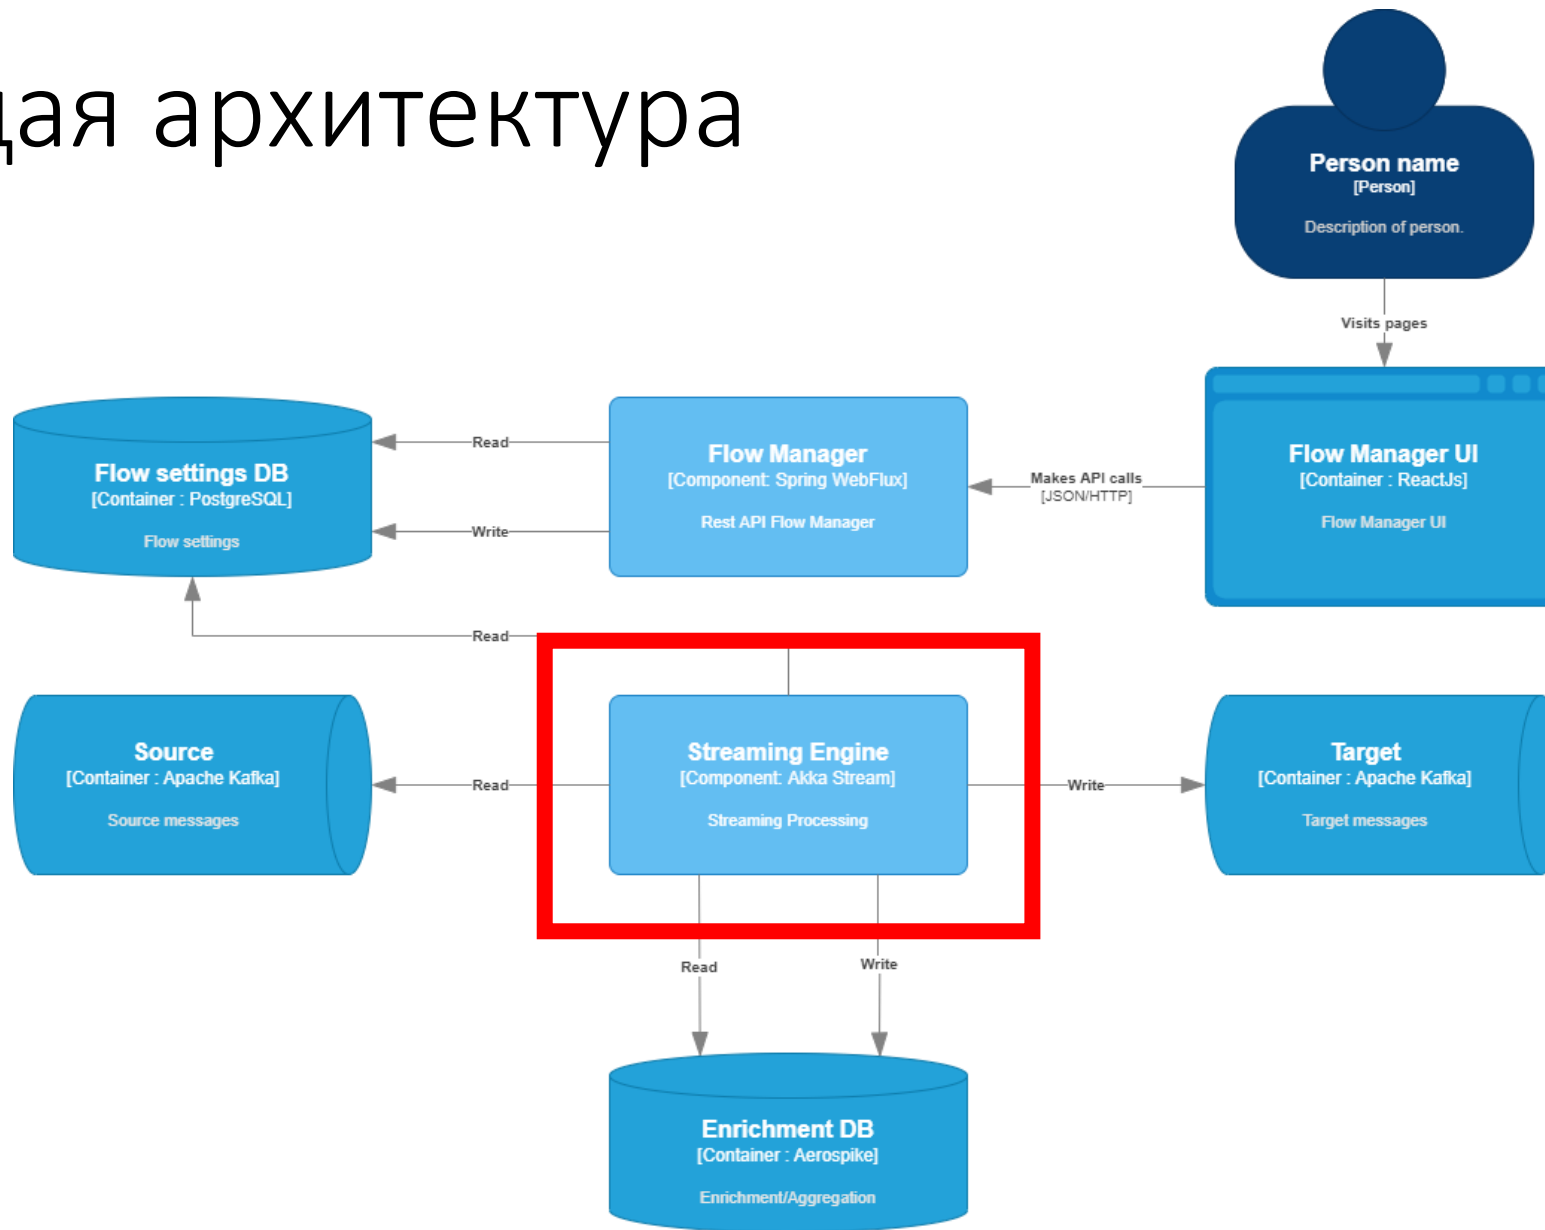 щая архитектура
Person name
[Person]
Description of person.
Visits pages
Flow settings DB
[Container : PostgreSQL]
Flow settings
Read
Write
Flow Manager
[Component: Spring WebFlux]
Rest API Flow Manager
Makes API calls
[JSON/HTTP]
Flow Manager UI
[Container : ReactJs]
Flow Manager UI
Read
Source
[Container : Apache Kafka]
Source messages
Read
Streaming Engine
[Component: Akka Stream]
Streaming Processing
Write
Target
[Container : Apache Kafka]
Target messages
Read
Write
Enrichment DB
[Container : Aerospike]
Enrichment/Aggregation